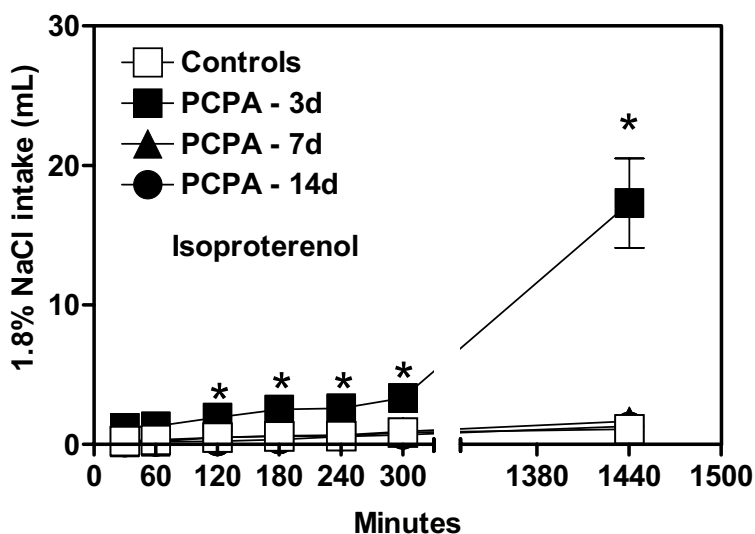 30
20
10
0
1.8% NaCl intake (mL)
Controls
PCPA - 3d
PCPA - 7d
PCPA - 14d
Isoproterenol
*
* * * *
0 60 120 180 240 300 1380 1440 1500
Minutes